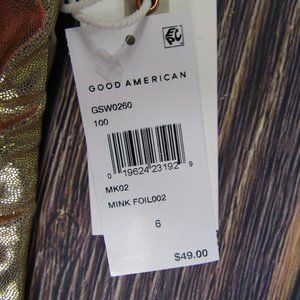 GOOD AMERICAN
GSW0260
100
0 19624 23192 9
MK02
MINK FOIL002
6
$49.00